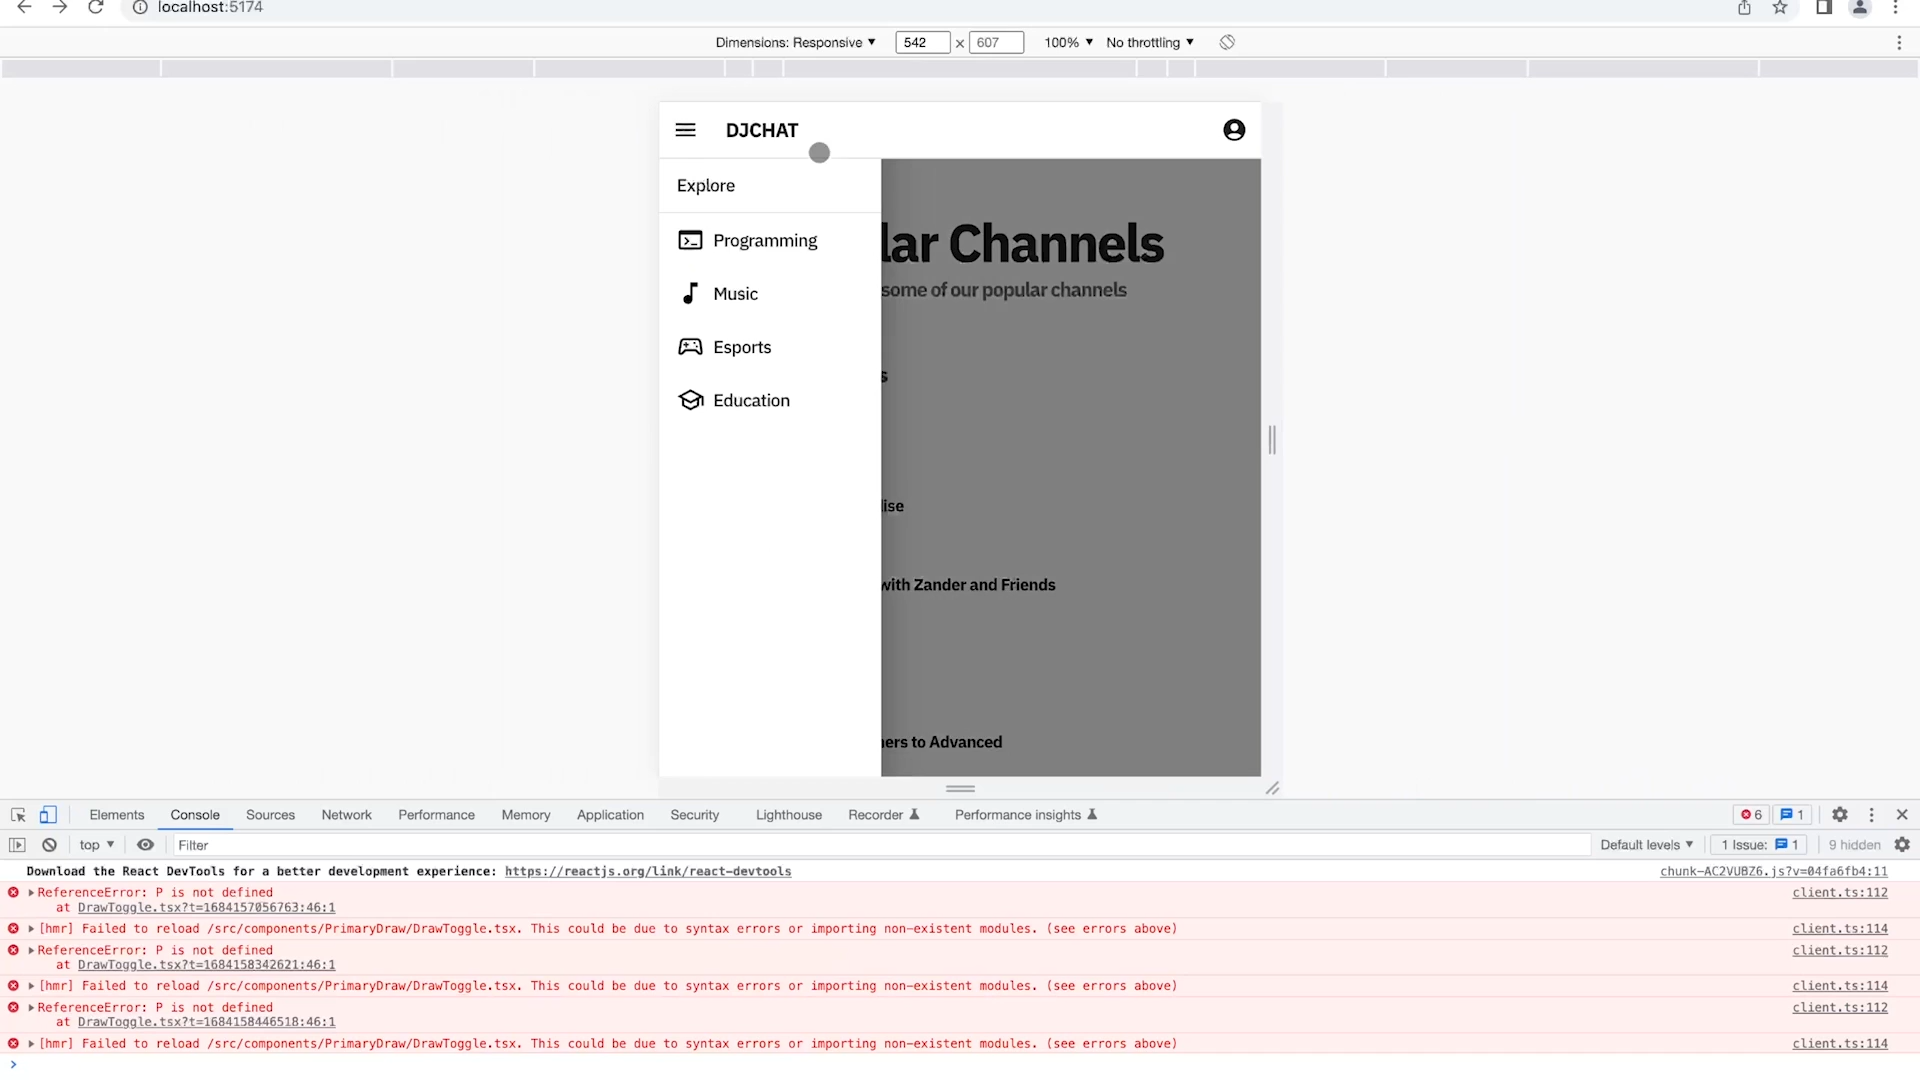 localhost:5174
Dimensions: Responsive ▼ 542 × 607 100% ▼ No throttling ▼
DJCHAT
Explore
Programming
Music
Esports
Education
lar Channels
some of our popular channels
s
lise
with Zander and Friends
ners to Advanced
Elements Console Sources Network Performance Memory Application Security Lighthouse Recorder Performance insights 6 1
top ▼ Filter Default levels ▼ 1 Issue: 1 9 hidden
Download the React DevTools for a better development experience: https://reactjs.org/link/react-devtools chunk-AC2VUBZ6.js?v=04fa6fb4:11
ReferenceError: P is not defined client.ts:112
at DrawToggle.tsx?t=1684157056763:46:1
[hmr] Failed to reload /src/components/PrimaryDraw/DrawToggle.tsx. This could be due to syntax errors or importing non-existent modules. (see errors above) client.ts:114
ReferenceError: P is not defined client.ts:112
at DrawToggle.tsx?t=1684158342621:46:1
[hmr] Failed to reload /src/components/PrimaryDraw/DrawToggle.tsx. This could be due to syntax errors or importing non-existent modules. (see errors above) client.ts:114
ReferenceError: P is not defined client.ts:112
at DrawToggle.tsx?t=1684158446518:46:1
[hmr] Failed to reload /src/components/PrimaryDraw/DrawToggle.tsx. This could be due to syntax errors or importing non-existent modules. (see errors above) client.ts:114